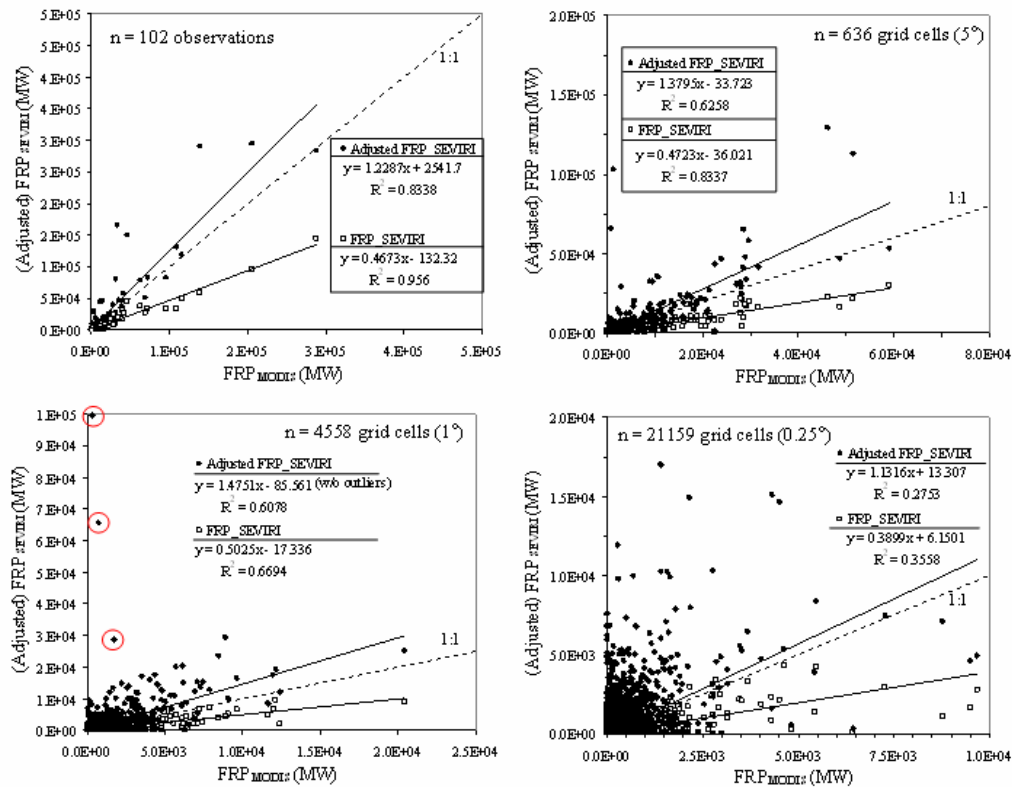 n = 102 observations
1:1
5.E+05
5.E+05
4.E+05
4.E+05
3.E+05
3.E+05
2.E+05
2.E+05
1.E+05
1.E+05
5.E+04
0.E+00
(Adjusted) FRP SEVIRI (MW)
Adjusted FRP_SEVIRI
y = 1.2287x + 2541.7
R² = 0.8338
FRP_SEVIRI
y = 0.4673x - 132.32
R² = 0.956
0.E+00 1.E+05 2.E+05 3.E+05 4.E+05 5.E+05
FRP MODIS (MW)
n = 636 grid cells (5°)
2.0E+05
1.5E+05
1.0E+05
5.0E+04
0.0E+00
(Adjusted) FRP SEVIRI (MW)
Adjusted FRP_SEVIRI
y = 1.3795x - 33.723
R² = 0.6258
FRP_SEVIRI
y = 0.4723x - 36.021
R² = 0.8337
1:1
0.0E+00 2.0E+04 4.0E+04 6.0E+04 8.0E+04
FRP MODIS (MW)
n = 4558 grid cells (1°)
1.E+05
9.E+04
8.E+04
7.E+04
6.E+04
5.E+04
4.E+04
3.E+04
2.E+04
1.E+04
0.E+00
(Adjusted) FRP SEVIRI (MW)
Adjusted FRP_SEVIRI
y = 1.4751x - 85.561 (w/o outliers)
R² = 0.6078
FRP_SEVIRI
y = 0.5025x - 17.336
R² = 0.6694
1:1
0.0E+00 5.0E+03 1.0E+04 1.5E+04 2.0E+04 2.5E+04
FRP MODIS (MW)
n = 21159 grid cells (0.25°)
2.0E+04
1.5E+04
1.0E+04
5.0E+03
0.0E+00
(Adjusted) FRP SEVIRI (MW)
Adjusted FRP_SEVIRI
y = 1.1316x + 13.307
R² = 0.2753
FRP_SEVIRI
y = 0.3899x + 6.1501
R² = 0.3558
1:1
0.0E+00 2.5E+03 5.0E+03 7.5E+03 1.0E+04
FRP MODIS (MW)